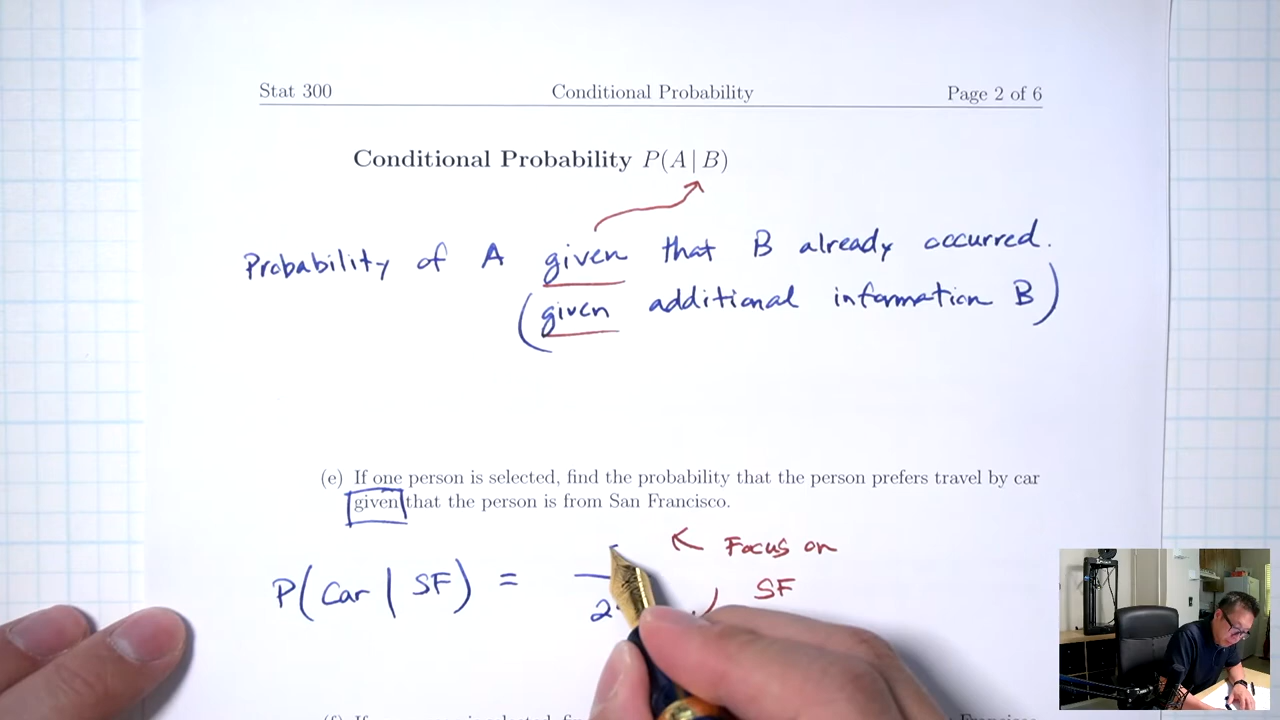 Stat 300 Conditional Probability Page 2 of 6
Conditional Probability P(A | B)
Probability of A given that B already occurred.
(given additional information B)
(e) If one person is selected, find the probability that the person prefers travel by car
given that the person is from San Francisco.
Focus on
SF
P(Car | SF) =
2